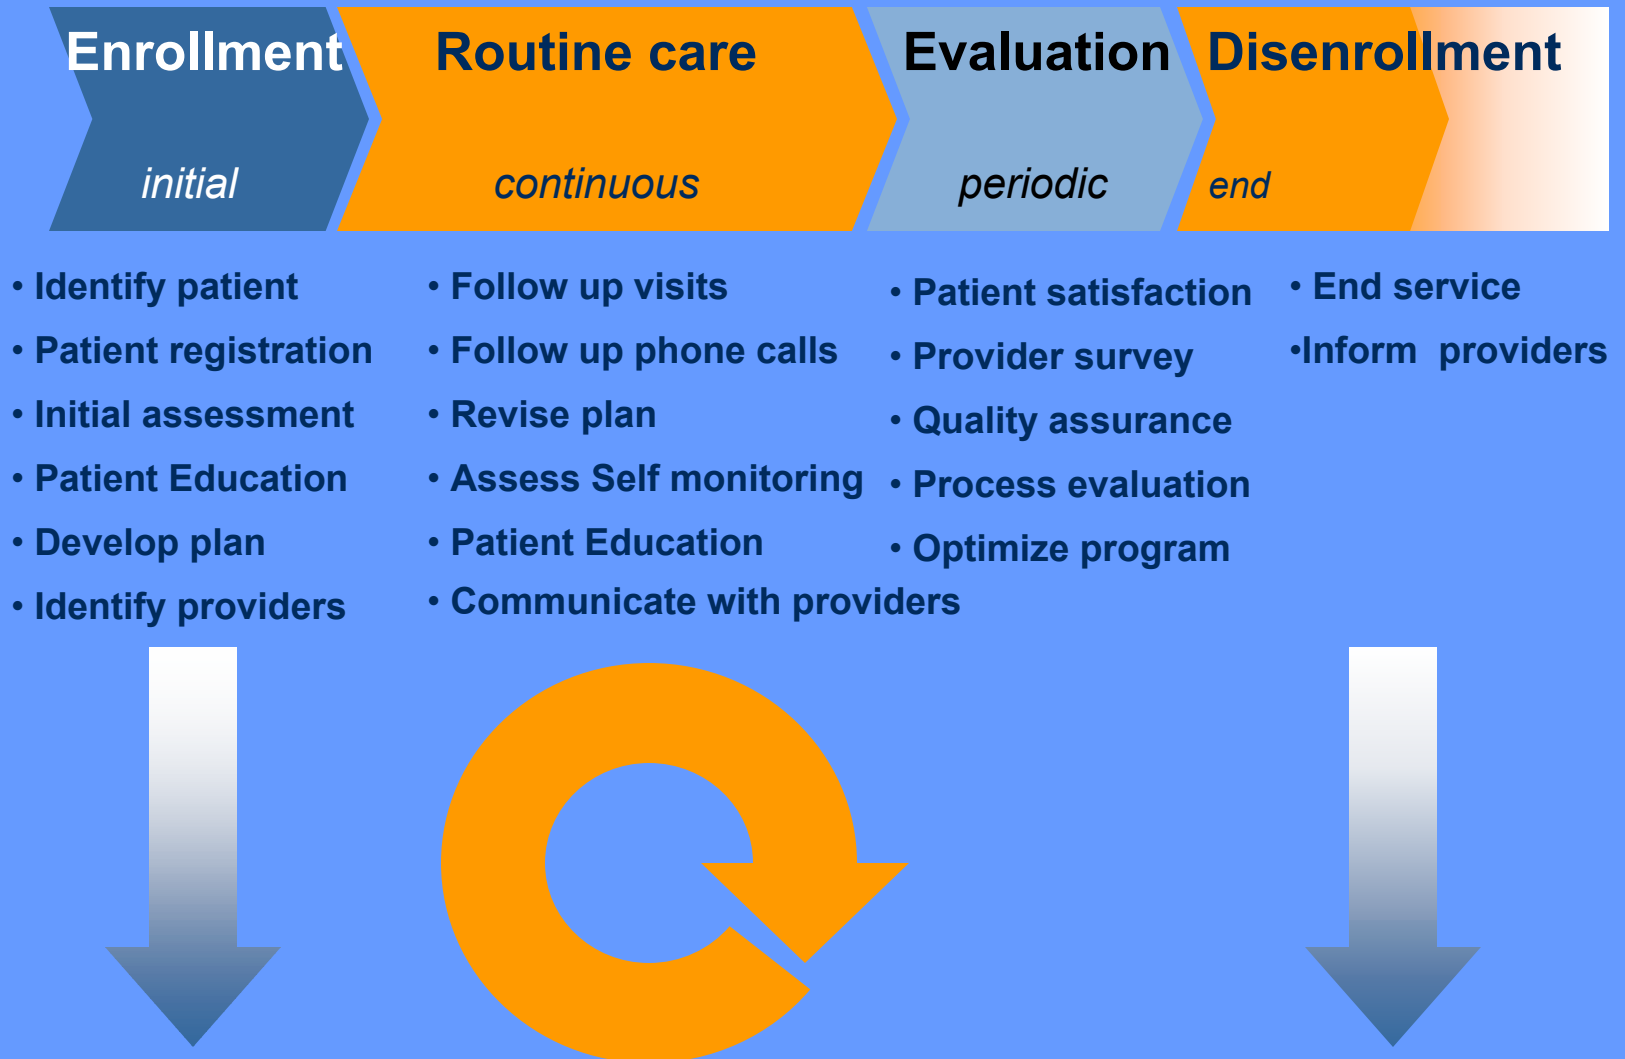 Enrollment
initial
Routine care
continuous
Evaluation
periodic
Disenrollment
end
• Identify patient
• Patient registration
• Initial assessment
• Patient Education
• Develop plan
• Identify providers
• Follow up visits
• Follow up phone calls
• Revise plan
• Assess Self monitoring
• Patient Education
• Communicate with providers
• Patient satisfaction
• Provider survey
• Quality assurance
• Process evaluation
• Optimize program
• End service
•Inform  providers